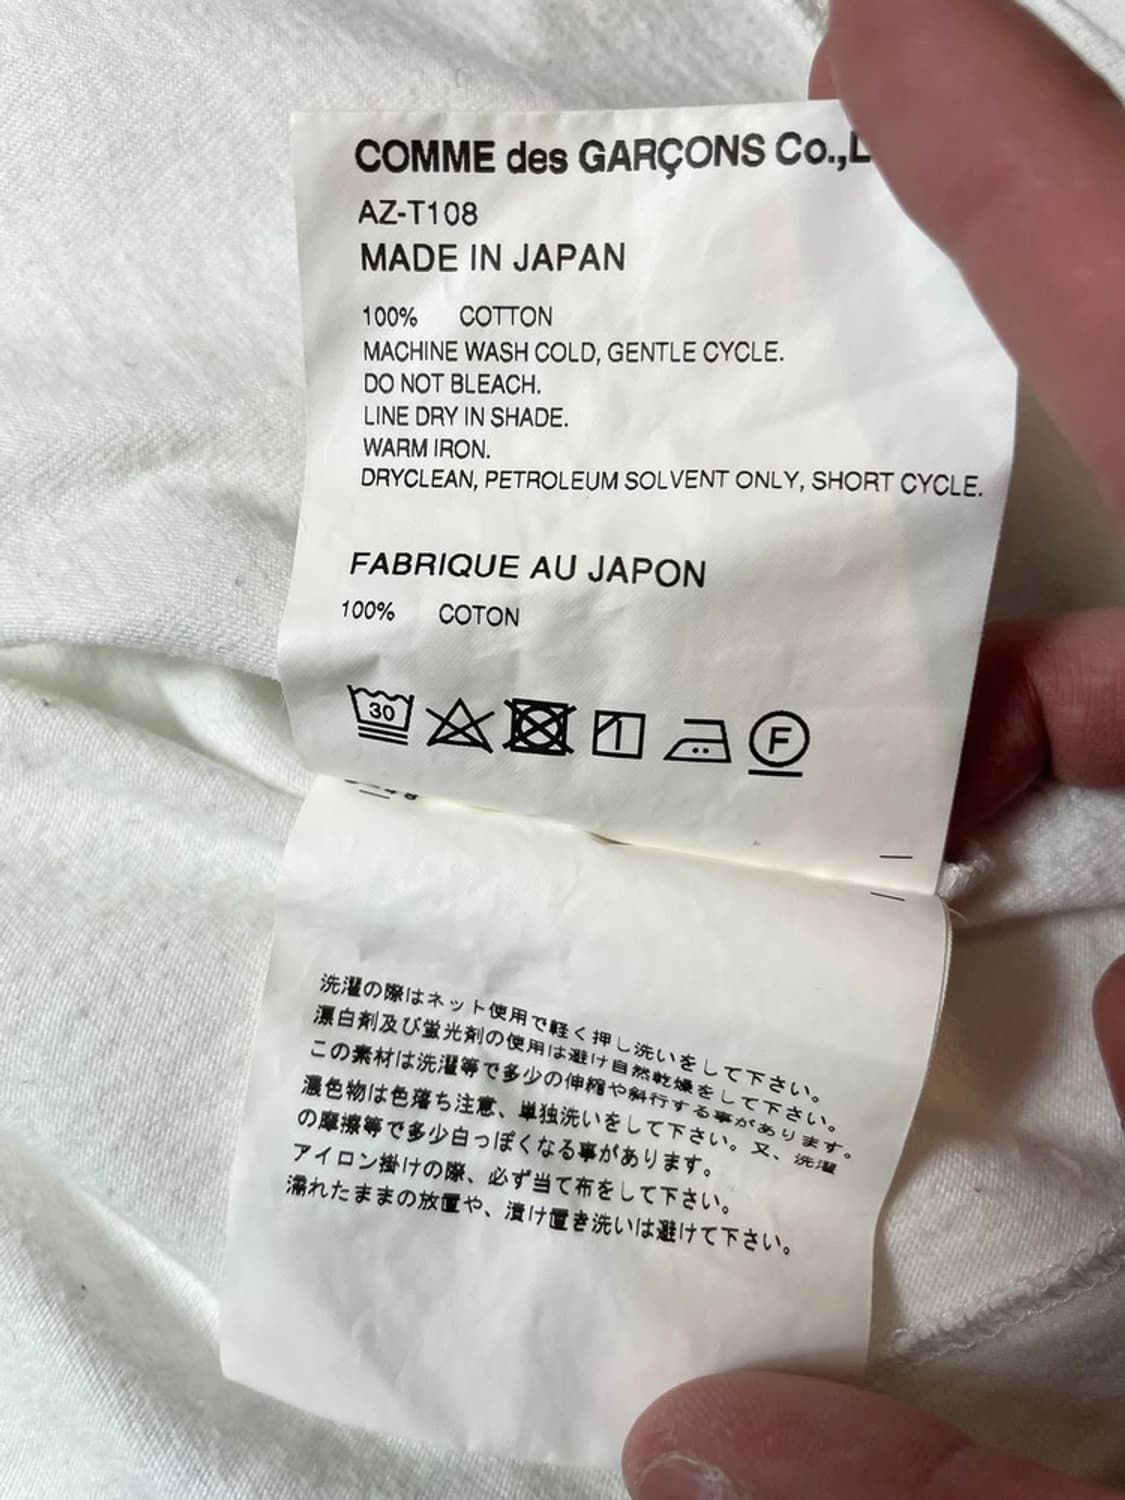 COMME des GARÇONS Co.,L
AZ-T108
MADE IN JAPAN
100% COTTON
MACHINE WASH COLD, GENTLE CYCLE.
DO NOT BLEACH.
LINE DRY IN SHADE.
WARM IRON.
DRYCLEAN, PETROLEUM SOLVENT ONLY, SHORT CYCLE.
FABRIQUE AU JAPON
100% COTON
30 F
洗濯の際はネット使用で軽く押し洗いをして下さい。
漂白剤及び蛍光剤の使用は避け自然乾燥をして下さい。
この素材は洗濯等で多少の伸縮や斜行する事があります。
濃色物は色落ち注意、単独洗いをして下さい。又、洗濯
の摩擦等で多少白っぽくなる事があります。
アイロン掛けの際、必ず当て布をして下さい。
濡れたままの放置や、漬け置き洗いは避けて下さい。